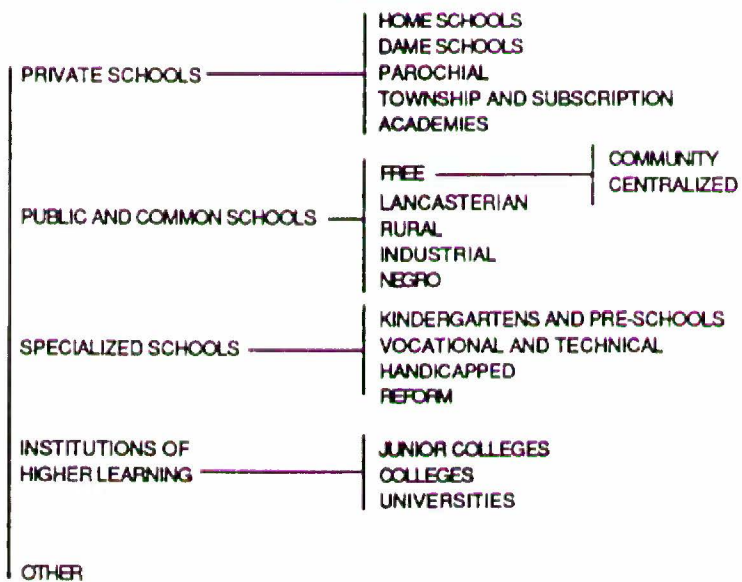 PRIVATE SCHOOLS
HOME SCHOOLS
DAME SCHOOLS
PAROCHIAL
TOWNSHIP AND SUBSCRIPTION
ACADEMIES
PUBLIC AND COMMON SCHOOLS
FREE
COMMUNITY
CENTRALIZED
LANCASTERIAN
RURAL
INDUSTRIAL
NEGRO
SPECIALIZED SCHOOLS
KINDERGARTENS AND PRE-SCHOOLS
VOCATIONAL AND TECHNICAL
HANDICAPPED
REFORM
INSTITUTIONS OF
HIGHER LEARNING
JUNIOR COLLEGES
COLLEGES
UNIVERSITIES
OTHER